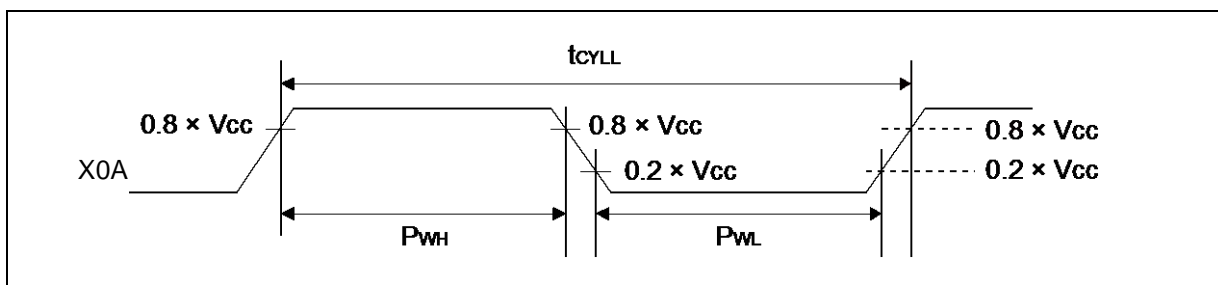 tCYLL
0.8 × Vcc
0.8 × Vcc
0.8 × Vcc
X0A
0.2 × Vcc
0.2 × Vcc
PWH
PWL